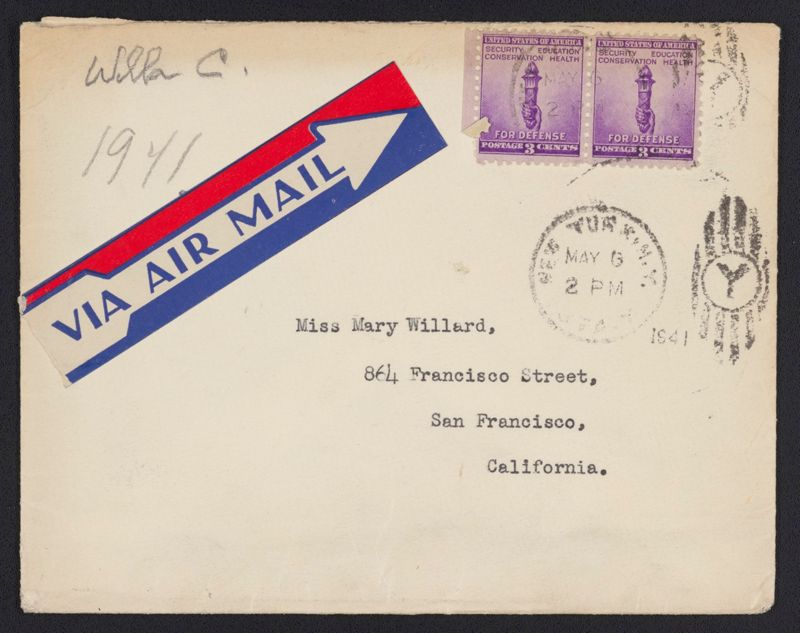 1941
VIA AIR MAIL
UNITED STATES OF AMERICA
SECURITY EDUCATION
CONSERVATION HEALTH
FOR DEFENSE
POSTAGE 3 CENTS
UNITED STATES OF AMERICA
SECURITY EDUCATION
CONSERVATION HEALTH
FOR DEFENSE
POSTAGE 3 CENTS
NEW YORK, N.Y.
MAY 6
2 PM
1941
Miss Mary Willard,
864 Francisco Street,
San Francisco,
California.